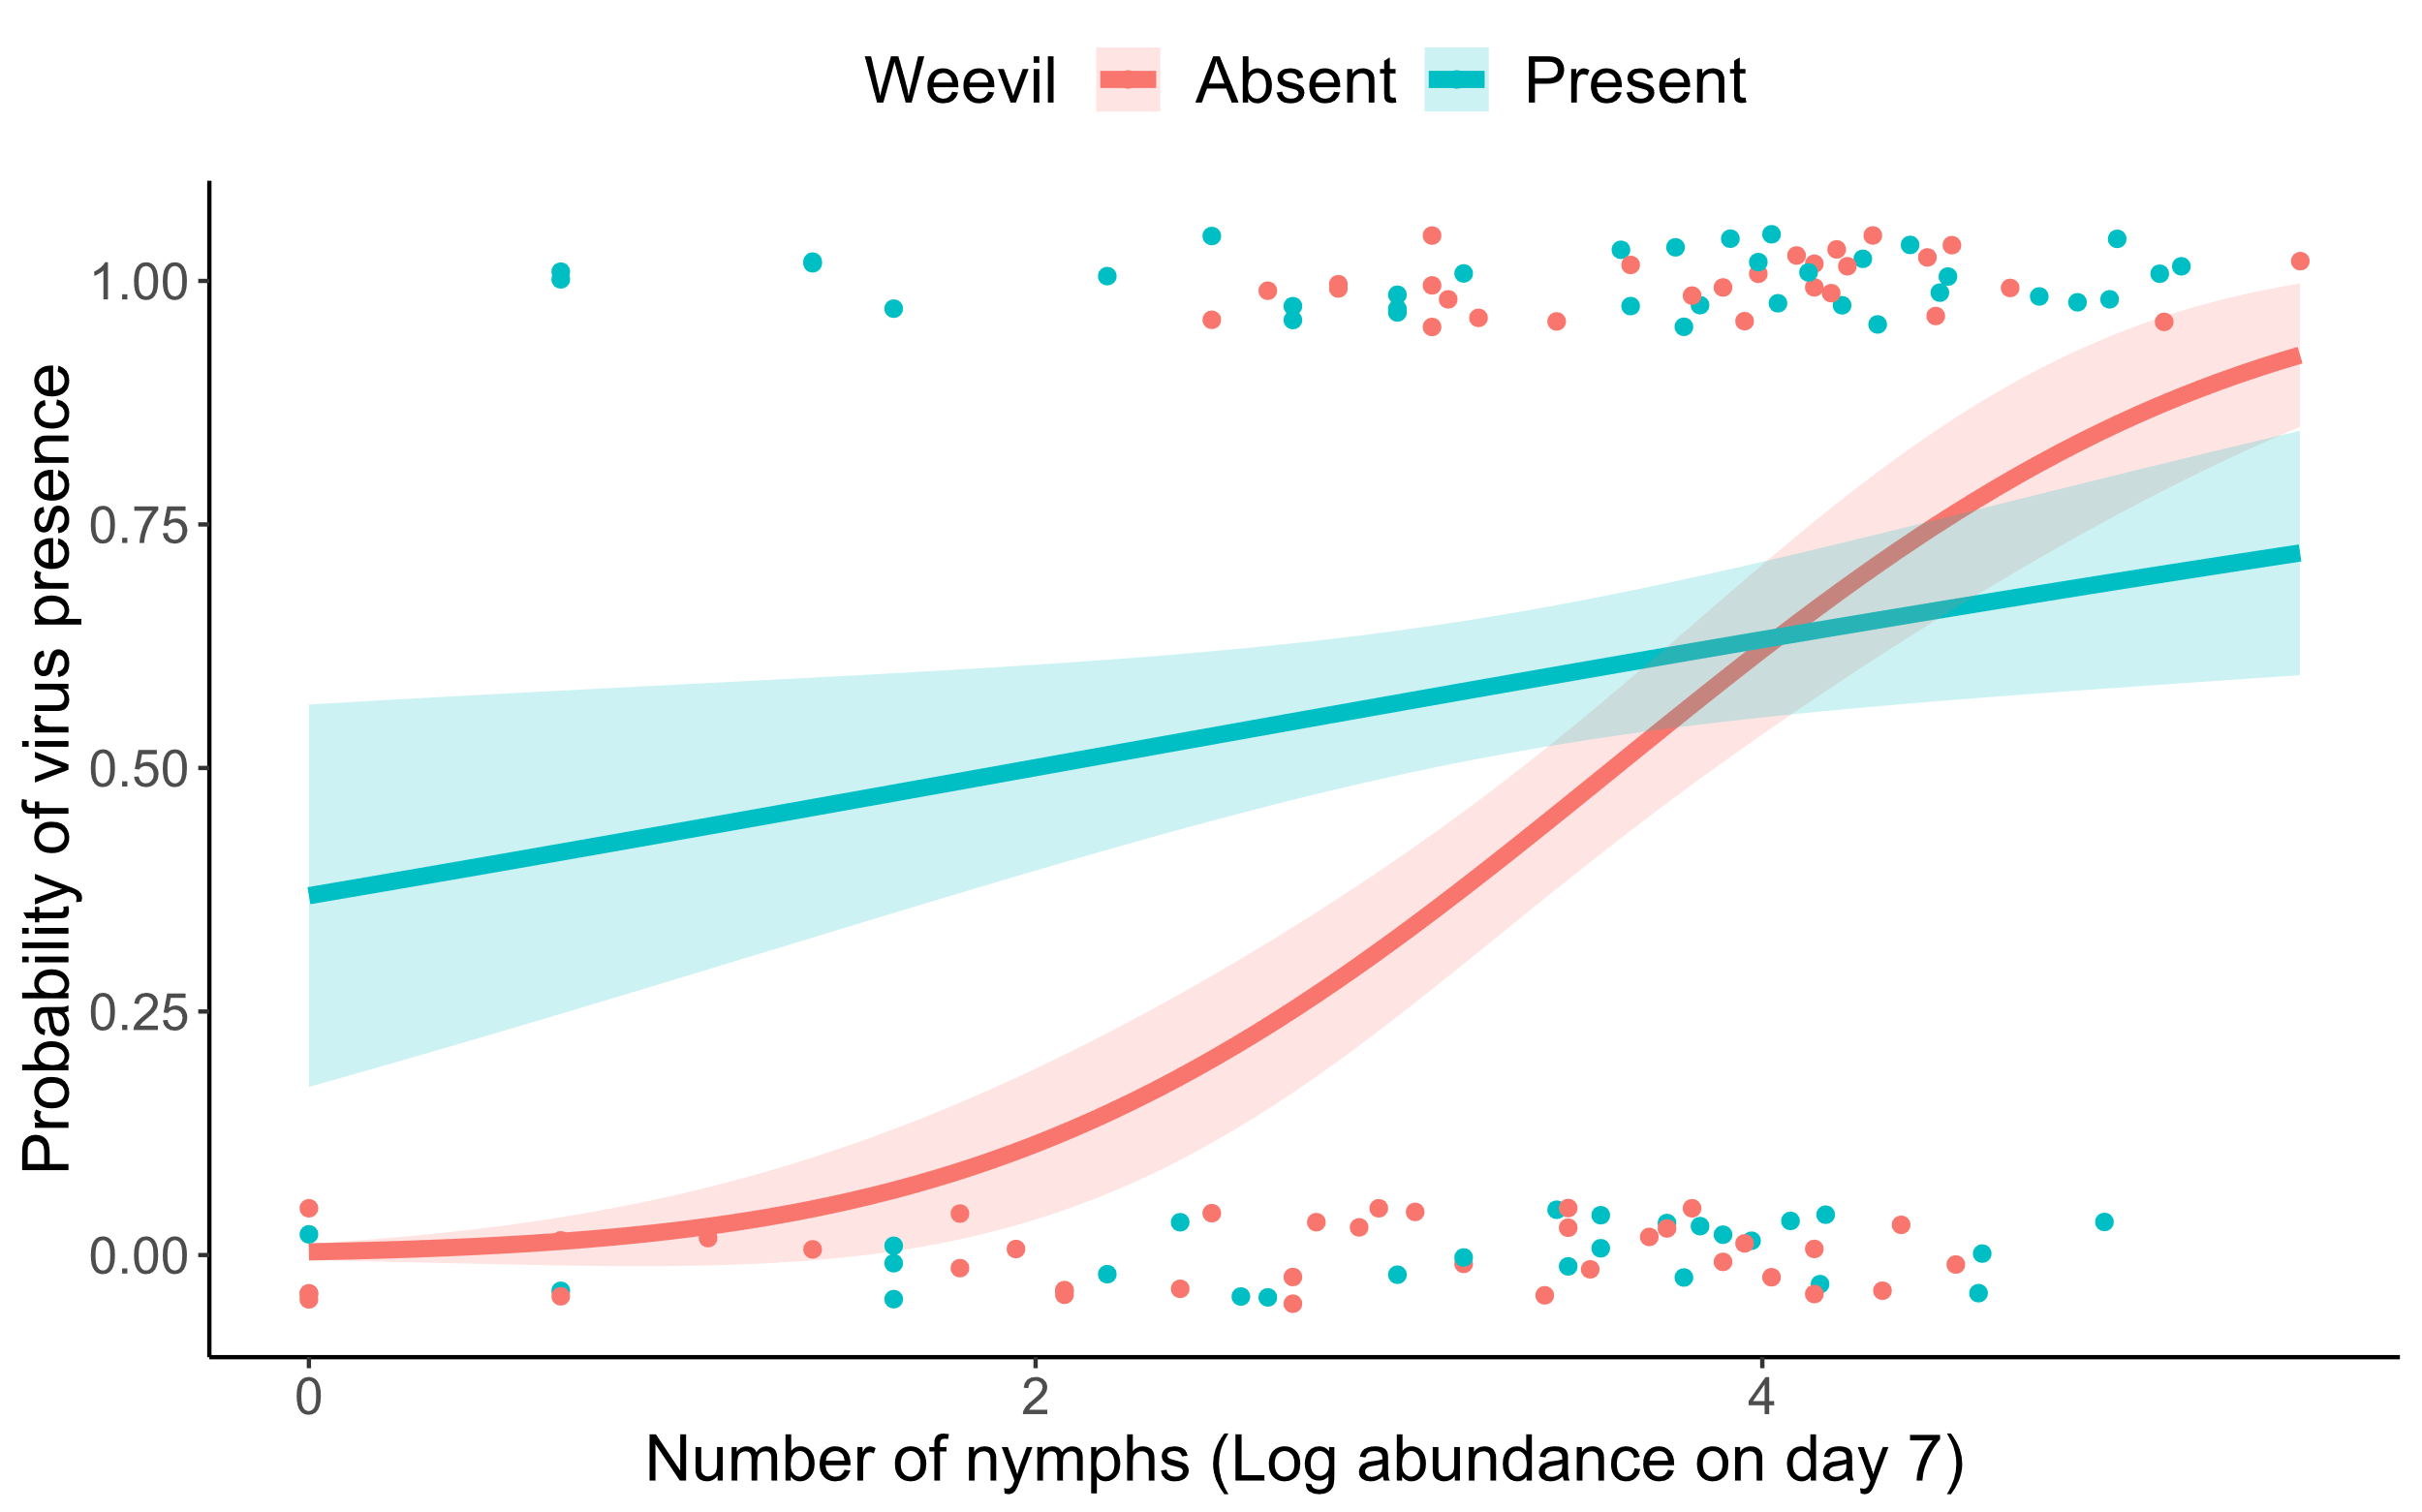 Weevil Absent Present
Probability of virus presence
1.00
0.75
0.50
0.25
0.00
0 2 4
Number of nymphs (Log abundance on day 7)